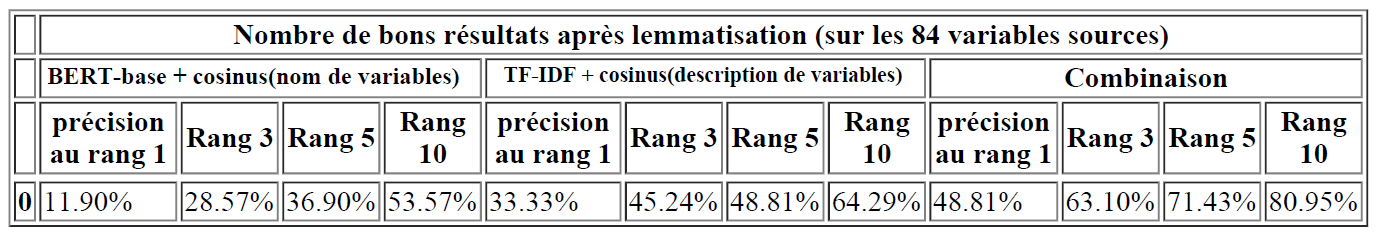 Nombre de bons résultats après lemmatisation (sur les 84 variables sources)
BERT-base + cosinus(nom de variables) TF-IDF + cosinus(description de variables) Combinaison
précision au rang 1 Rang 3 Rang 5 Rang 10 précision au rang 1 Rang 3 Rang 5 Rang 10 précision au rang 1 Rang 3 Rang 5 Rang 10
0 11.90% 28.57% 36.90% 53.57% 33.33% 45.24% 48.81% 64.29% 48.81% 63.10% 71.43% 80.95%